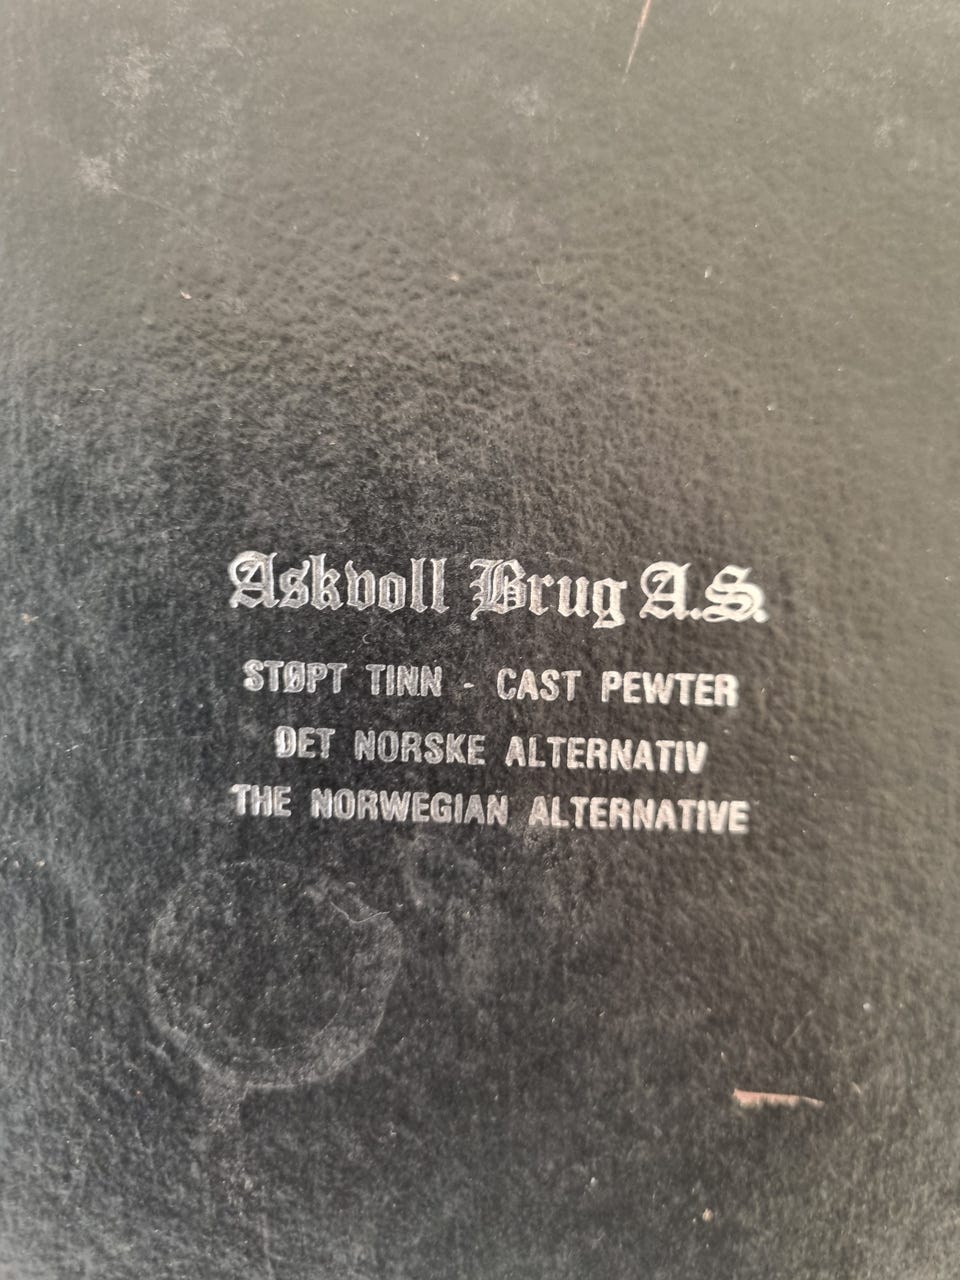 Askvoll Brug A.S.
STØPT TINN - CAST PEWTER
DET NORSKE ALTERNATIV
THE NORWEGIAN ALTERNATIVE